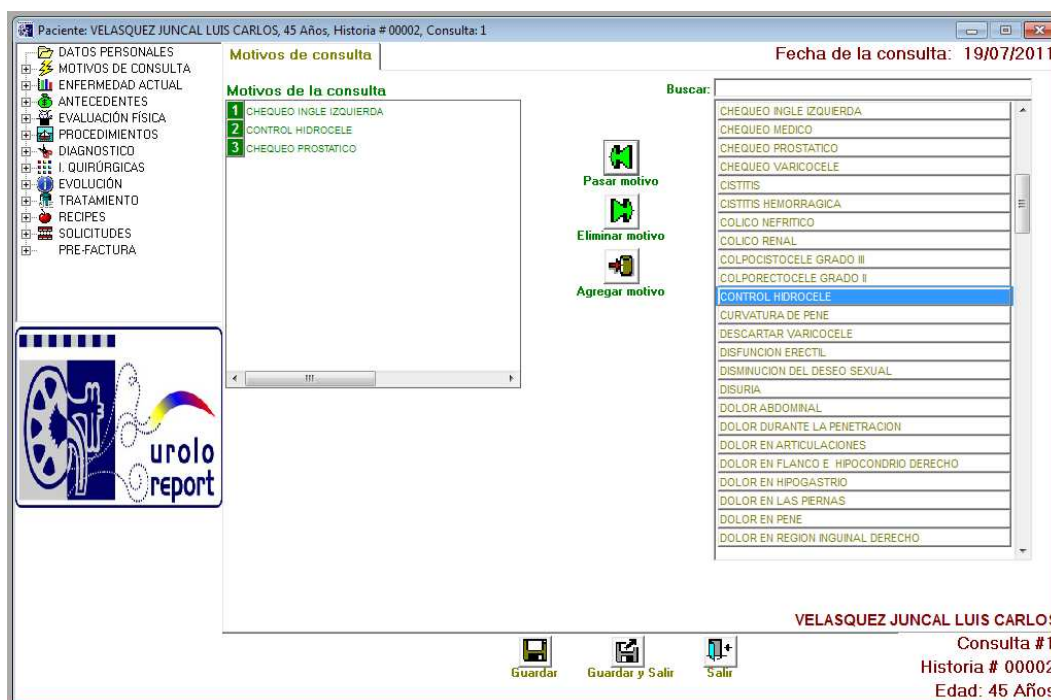 Paciente: VELASQUEZ JUNCAL LUIS CARLOS, 45 Años, Historia # 00002, Consulta: 1
DATOS PERSONALES
MOTIVOS DE CONSULTA
ENFERMEDAD ACTUAL
ANTECEDENTES
EVALUACIÓN FÍSICA
PROCEDIMIENTOS
DIAGNOSTICO
I. QUIRÚRGICAS
EVOLUCIÓN
TRATAMIENTO
RECIPES
SOLICITUDES
PRE-FACTURA
urolo
report
Motivos de consulta
Fecha de la consulta: 19/07/2011
Motivos de la consulta
1 CHEQUEO INGLE IZQUIERDA
2 CONTROL HIDROCELE
3 CHEQUEO PROSTATICO
Pasar motivo
Eliminar motivo
Agregar motivo
Buscar:
CHEQUEO INGLE IZQUIERDA
CHEQUEO MEDICO
CHEQUEO PROSTATICO
CHEQUEO VARICOCELE
CISTITIS
CISTITIS HEMORRAGICA
COLICO NEFRITICO
COLICO RENAL
COLPOCISTOCELE GRADO III
COLPORECTOCELE GRADO II
CONTROL HIDROCELE
CURVATURA DE PENE
DESCARTAR VARICOCELE
DISFUNCION ERECTIL
DISMINUCION DEL DESEO SEXUAL
DISURIA
DOLOR ABDOMINAL
DOLOR DURANTE LA PENETRACION
DOLOR EN ARTICULACIONES
DOLOR EN FLANCO E HIPOCONDRIO DERECHO
DOLOR EN HIPOGASTRIO
DOLOR EN LAS PIERNAS
DOLOR EN PENE
DOLOR EN REGION INGUINAL DERECHO
VELASQUEZ JUNCAL LUIS CARLOS
Guardar
Guardar y Salir
Salir
Consulta #1
Historia # 00002
Edad: 45 Años